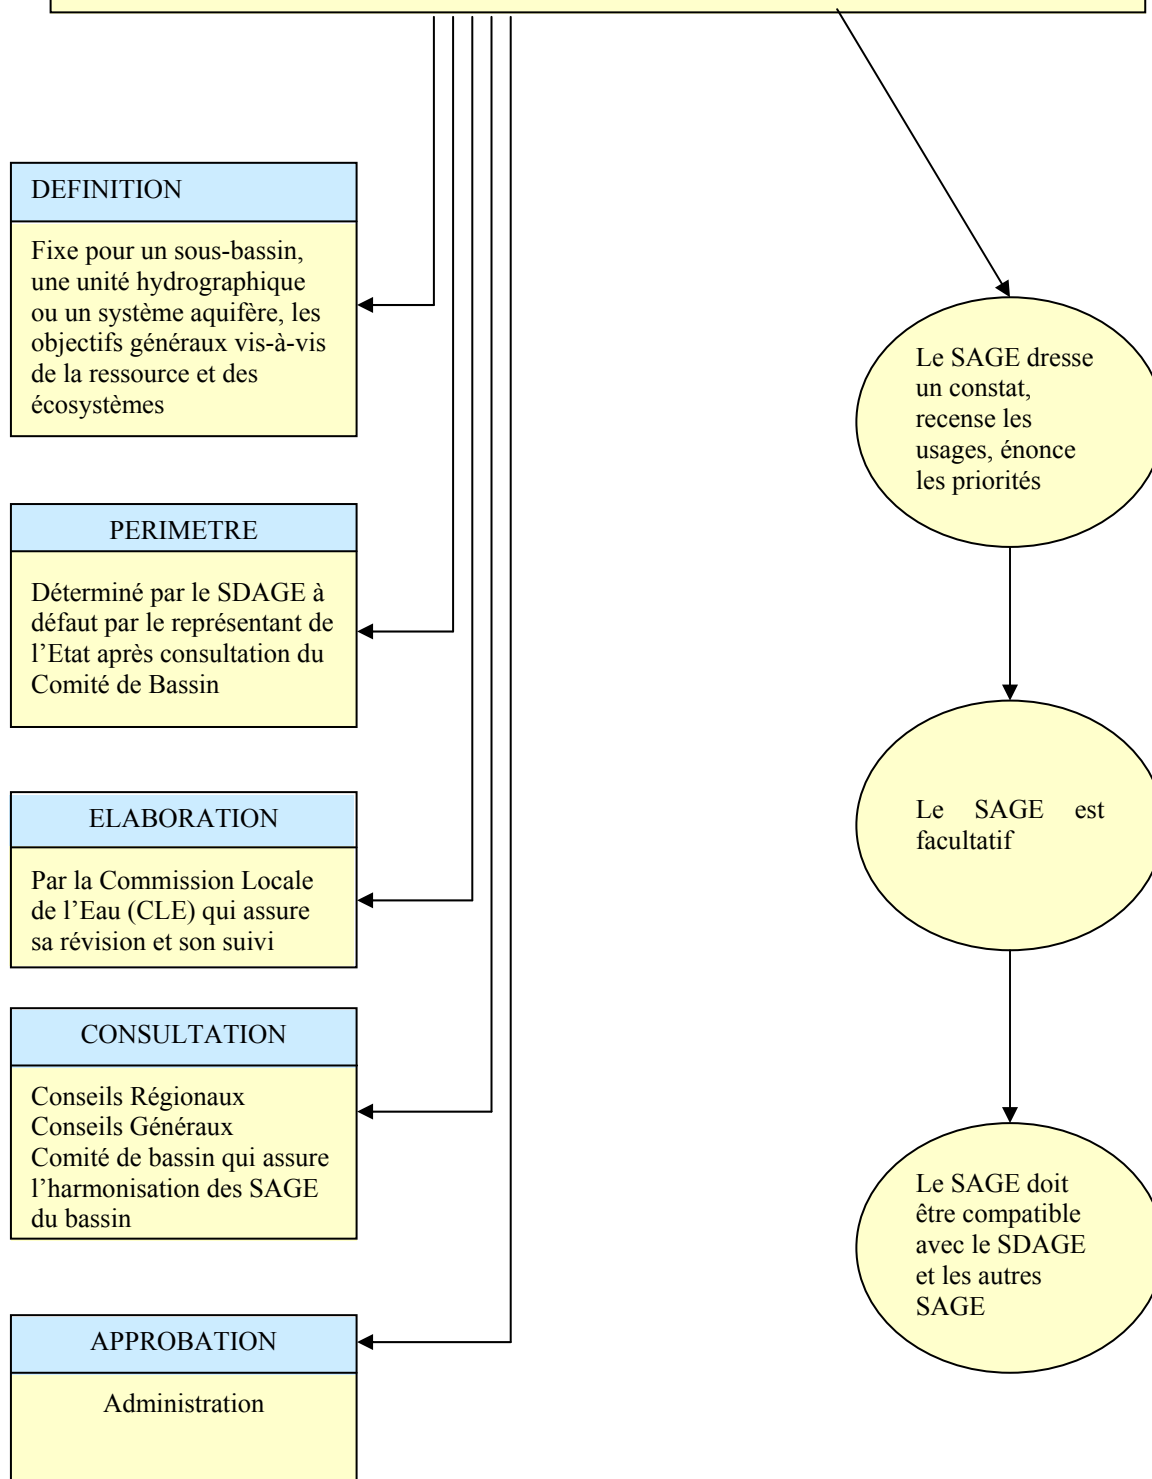 DEFINITION
Fixe pour un sous-bassin,
une unité hydrographique
ou un système aquifère, les
objectifs généraux vis-à-vis
de la ressource et des
écosystèmes
PERIMETRE
Déterminé par le SDAGE à
défaut par le représentant de
l’Etat après consultation du
Comité de Bassin
ELABORATION
Par la Commission Locale
de l’Eau (CLE) qui assure
sa révision et son suivi
CONSULTATION
Conseils Régionaux
Conseils Généraux
Comité de bassin qui assure
l’harmonisation des SAGE
du bassin
APPROBATION
Administration
Le SAGE dresse
un constat,
recense les
usages, énonce
les priorités
Le SAGE est
facultatif
Le SAGE doit
être compatible
avec le SDAGE
et les autres
SAGE